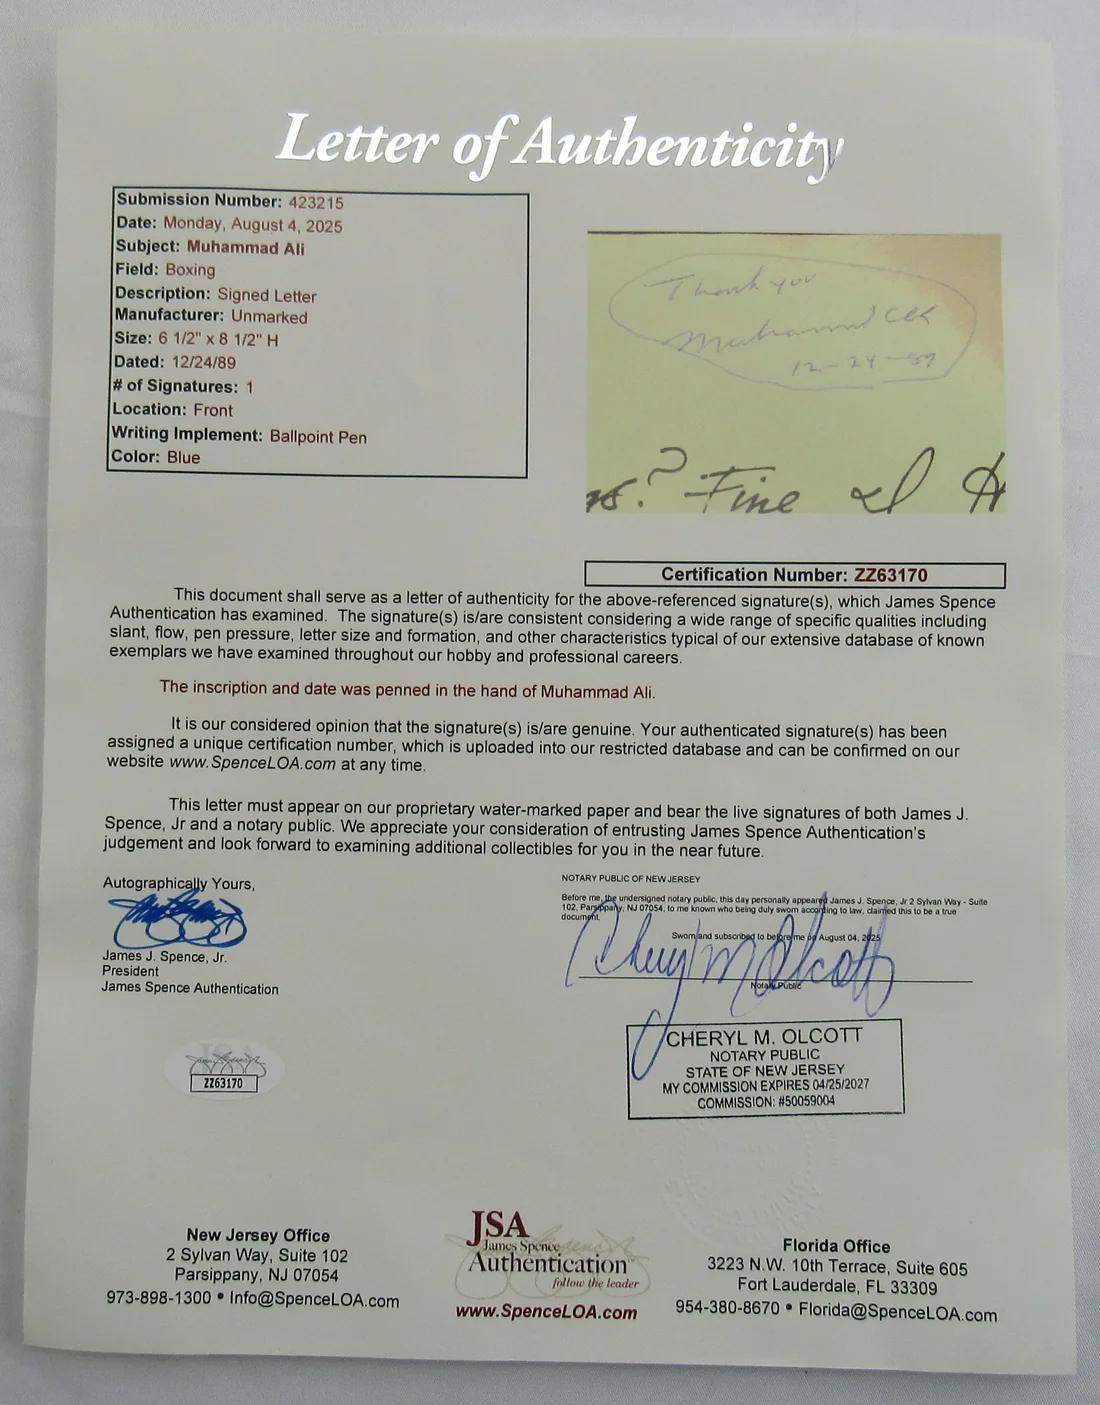 Letter of Authenticity
Submission Number: 423215
Date: Monday, August 4, 2025
Subject: Muhammad Ali
Field: Boxing
Description: Signed Letter
Manufacturer: Unmarked
Size: 6 1/2" x 8 1/2" H
Dated: 12/24/89
# of Signatures: 1
Location: Front
Writing Implement: Ballpoint Pen
Color: Blue
Thank you
Muhammad Ali
12-24-89
? Fine
Certification Number: ZZ63170
This document shall serve as a letter of authenticity for the above-referenced signature(s), which James Spence
Authentication has examined. The signature(s) is/are consistent considering a wide range of specific qualities including
slant, flow, pen pressure, letter size and formation, and other characteristics typical of our extensive database of known
exemplars we have examined throughout our hobby and professional careers.
The inscription and date was penned in the hand of Muhammad Ali.
It is our considered opinion that the signature(s) is/are genuine. Your authenticated signature(s) has been
assigned a unique certification number, which is uploaded into our restricted database and can be confirmed on our
website www.SpenceLOA.com at any time.
This letter must appear on our proprietary water-marked paper and bear the live signatures of both James J.
Spence, Jr and a notary public. We appreciate your consideration of entrusting James Spence Authentication's
judgement and look forward to examining additional collectibles for you in the near future.
Autographically Yours,
James J. Spence, Jr.
President
James Spence Authentication
NOTARY PUBLIC OF NEW JERSEY
Before me, the undersigned notary public, this day personally appeared James J. Spence, Jr 2 Sylvan Way - Suite
102, Parsippany, NJ 07054, to me known who being duly sworn according to law, claimed this to be a true
document.
Sworn and subscribed to before me on August 04, 2025
Cheryl M Olcott
Notary Public
CHERYL M. OLCOTT
NOTARY PUBLIC
STATE OF NEW JERSEY
MY COMMISSION EXPIRES 04/25/2027
COMMISSION: #50059004
JSA
ZZ63170
New Jersey Office
2 Sylvan Way, Suite 102
Parsippany, NJ 07054
973-898-1300 • Info@SpenceLOA.com
JSA
James Spence
Authentication
follow the leader
www.SpenceLOA.com
Florida Office
3223 N.W. 10th Terrace, Suite 605
Fort Lauderdale, FL 33309
954-380-8670 • Florida@SpenceLOA.com